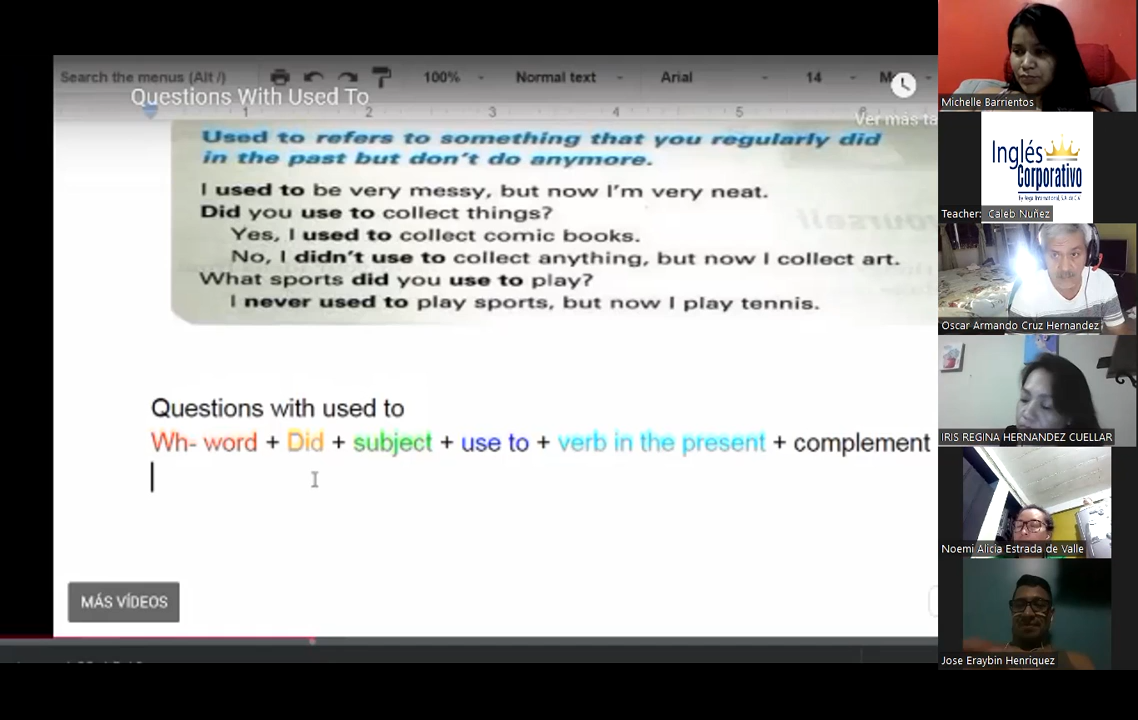 Search the menus (Alt /)
100%
Normal text
Arial
14
Questions With Used To
1
2
3
4
5
Ver más ta
Used to refers to something that you regularly did
in the past but don't do anymore.
I used to be very messy, but now I'm very neat.
Did you use to collect things?
Yes, I used to collect comic books.
No, I didn't use to collect anything, but now I collect art.
What sports did you use to play?
I never used to play sports, but now I play tennis.
Questions with used to
Wh- word + Did + subject + use to + verb in the present + complement
MÁS VÍDEOS
Michelle Barrientos
Inglés
Corporativo
Teacher: Caleb Nuñez
Oscar Armando Cruz Hernandez
IRIS REGINA HERNANDEZ CUELLAR
Noemi Alicia Estrada de Valle
Jose Eraybin Henriquez